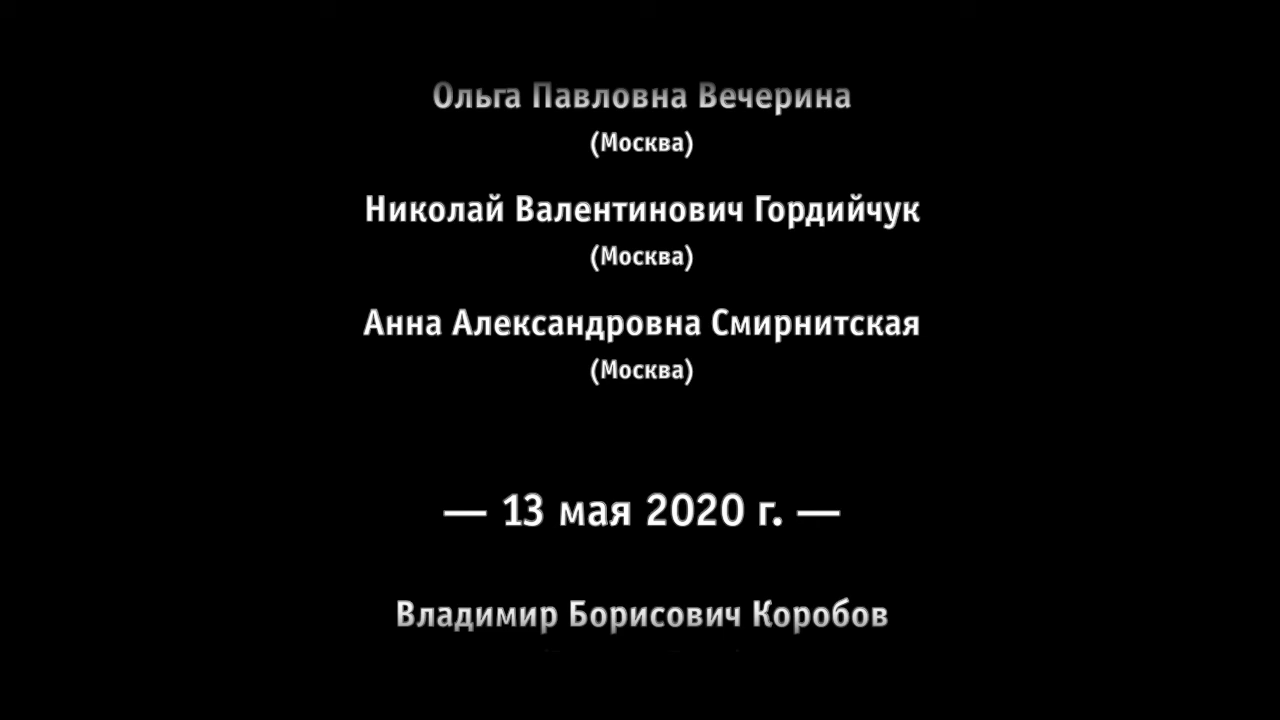 Ольга Павловна Вечерина
(Москва)
Николай Валентинович Гордийчук
(Москва)
Анна Александровна Смирнитская
(Москва)
— 13 мая 2020 г. —
Владимир Борисович Коробов